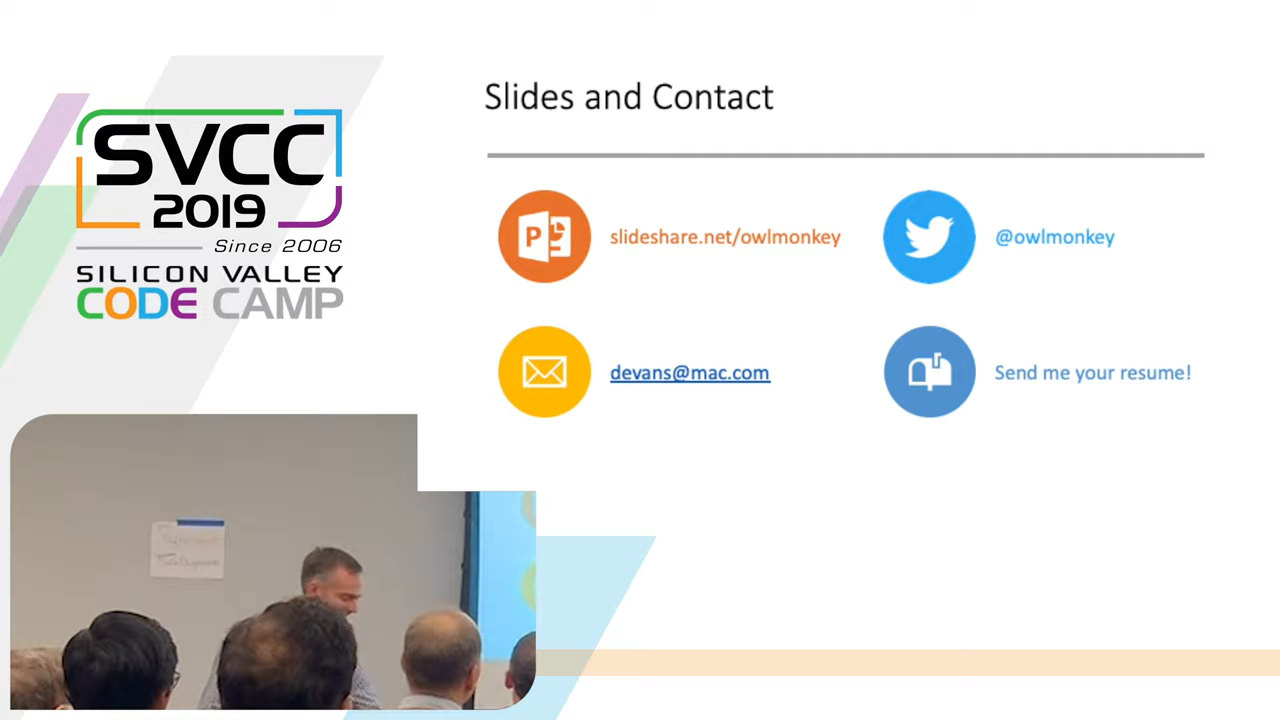 SVCC
2019
Since 2006
SILICON VALLEY
CODE CAMP
Slides and Contact
slideshare.net/owlmonkey
@owlmonkey
devans@mac.com
Send me your resume!